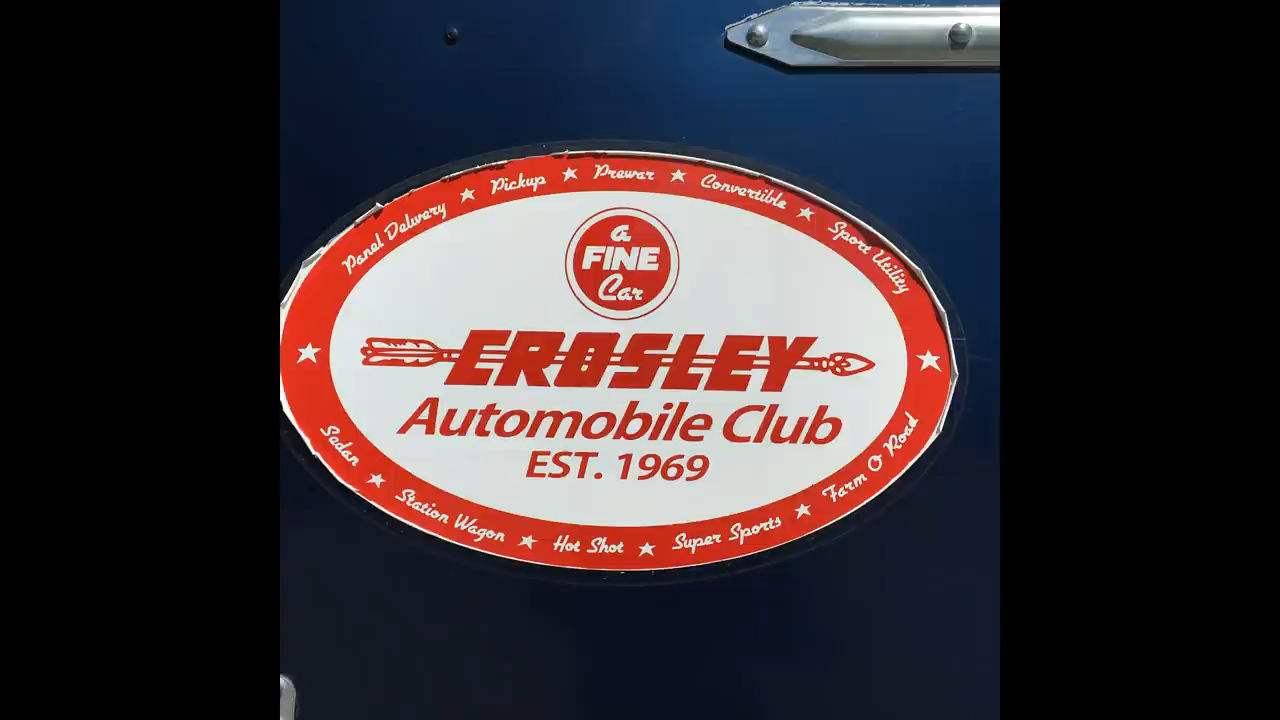 Panel Delivery ★ Pickup ★ Prewar ★ Convertible ★ Sport Utility
a
FINE
Car
CROSLEY
Automobile Club
EST. 1969
Sedan ★ Station Wagon ★ Hot Shot ★ Super Sports ★ Farm O Road